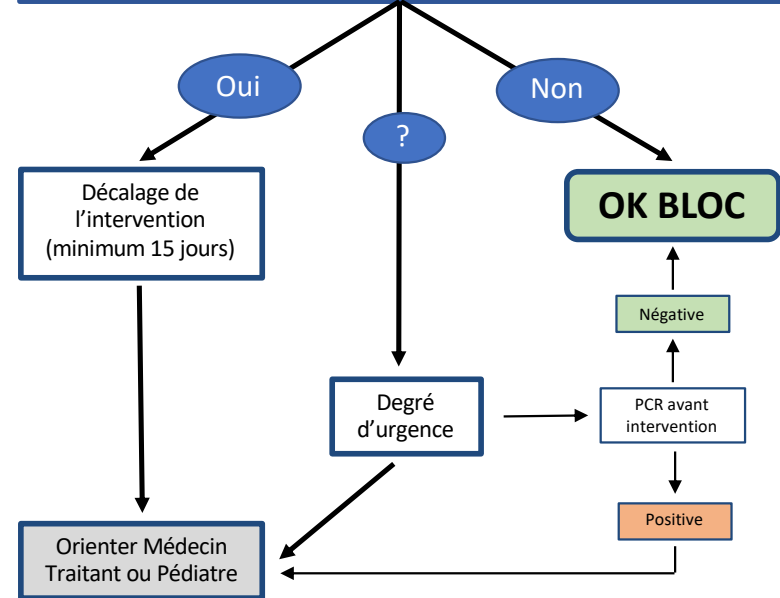 Oui
Non
?
Décalage de
l’intervention
(minimum 15 jours)
OK BLOC
Négative
Degré
d’urgence
PCR avant
intervention
Positive
Orienter Médecin
Traitant ou Pédiatre